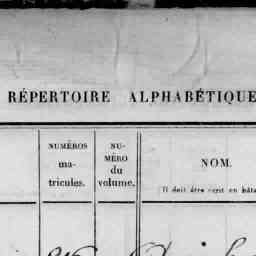 RÉPERTOIRE ALPHABÉTIQUE
NUMÉROS
ma-
tricules.
NU-
MÉRO
du
volume.
NOM.
Il doit être écrit en